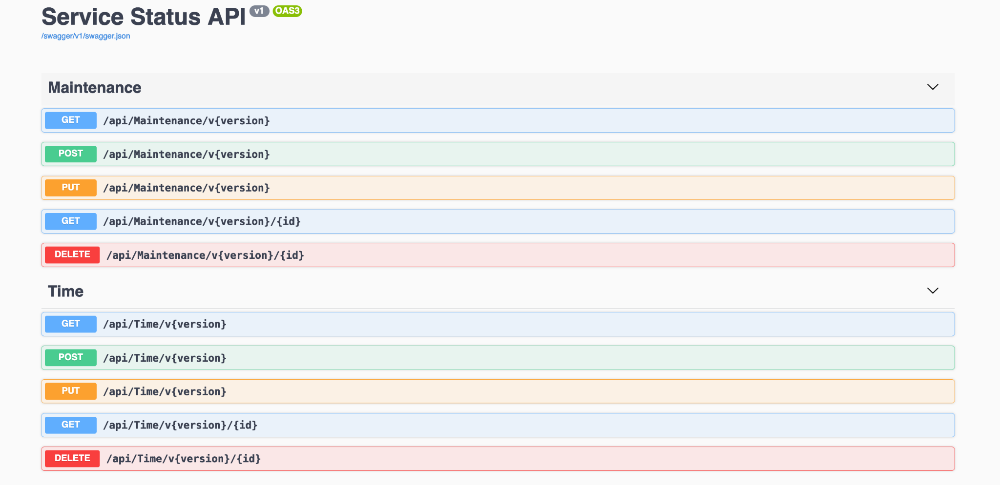 Service Status API v1 OAS3
/swagger/v1/swagger.json
Maintenance
GET /api/Maintenance/v{version}
POST /api/Maintenance/v{version}
PUT /api/Maintenance/v{version}
GET /api/Maintenance/v{version}/{id}
DELETE /api/Maintenance/v{version}/{id}
Time
GET /api/Time/v{version}
POST /api/Time/v{version}
PUT /api/Time/v{version}
GET /api/Time/v{version}/{id}
DELETE /api/Time/v{version}/{id}